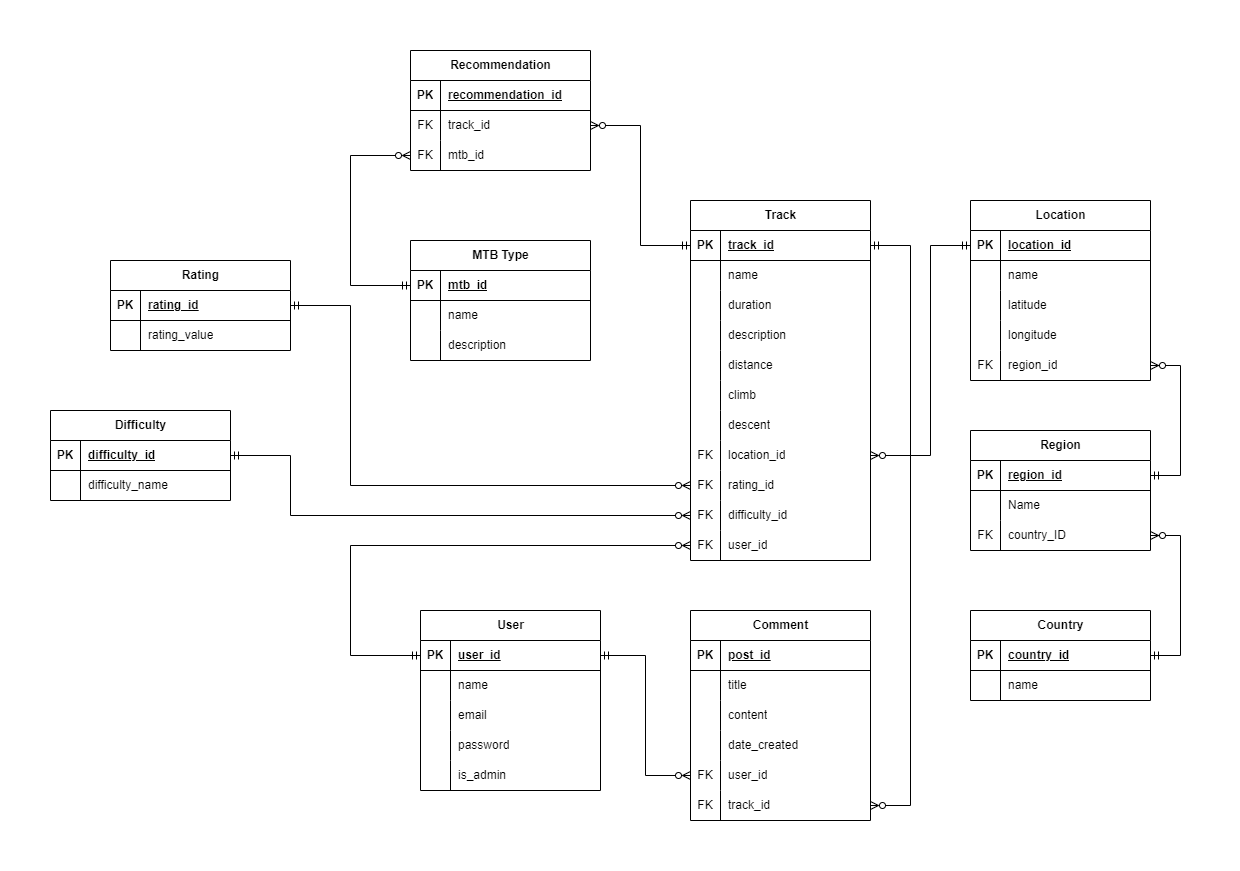 Recommendation
PK recommendation_id
FK track_id
FK mtb_id
MTB Type
PK mtb_id
name
description
Rating
PK rating_id
rating_value
Difficulty
PK difficulty_id
difficulty_name
Track
PK track_id
name
duration
description
distance
climb
descent
FK location_id
FK rating_id
FK difficulty_id
FK user_id
Location
PK location_id
name
latitude
longitude
FK region_id
Region
PK region_id
Name
FK country_ID
User
PK user_id
name
email
password
is_admin
Comment
PK post_id
title
content
date_created
FK user_id
FK track_id
Country
PK country_id
name